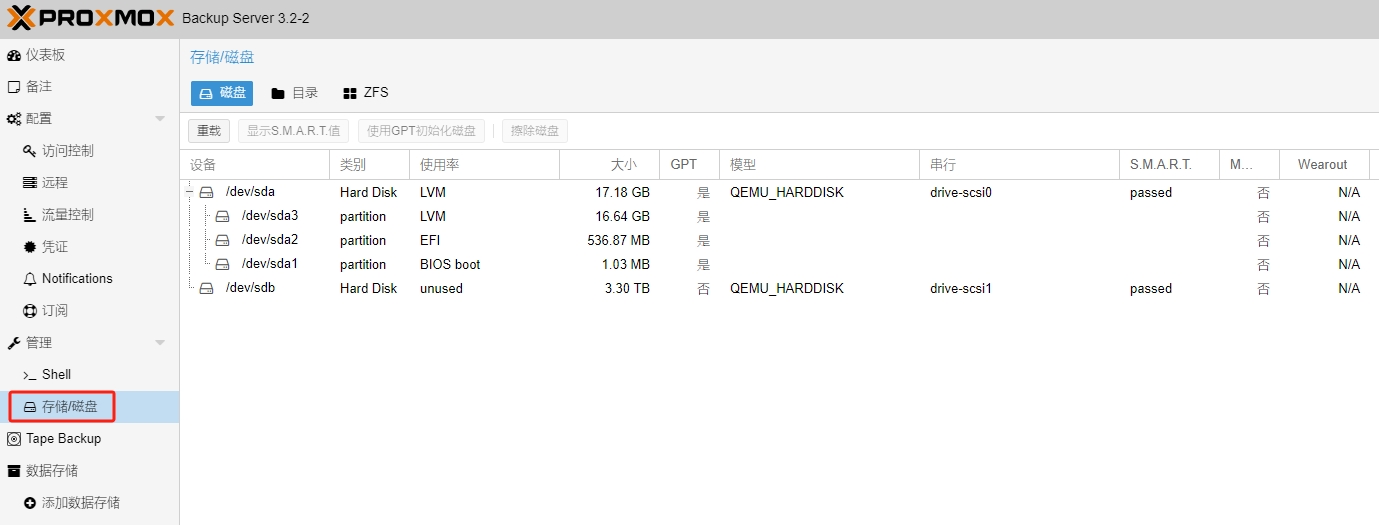 PROXMOX Backup Server 3.2-2
仪表板
备注
配置
访问控制
远程
流量控制
凭证
Notifications
订阅
管理
Shell
存储/磁盘
Tape Backup
数据存储
添加数据存储
存储/磁盘
磁盘 目录 ZFS
重载 显示S.M.A.R.T.值 使用GPT初始化磁盘 擦除磁盘
设备 类别 使用率 大小 GPT 模型 串行 S.M.A.R.T. M... Wearout
/dev/sda Hard Disk LVM 17.18 GB 是 QEMU_HARDDISK drive-scsi0 passed 否 N/A
/dev/sda3 partition LVM 16.64 GB 是 否 N/A
/dev/sda2 partition EFI 536.87 MB 是 否 N/A
/dev/sda1 partition BIOS boot 1.03 MB 是 否 N/A
/dev/sdb Hard Disk unused 3.30 TB 否 QEMU_HARDDISK drive-scsi1 passed 否 N/A